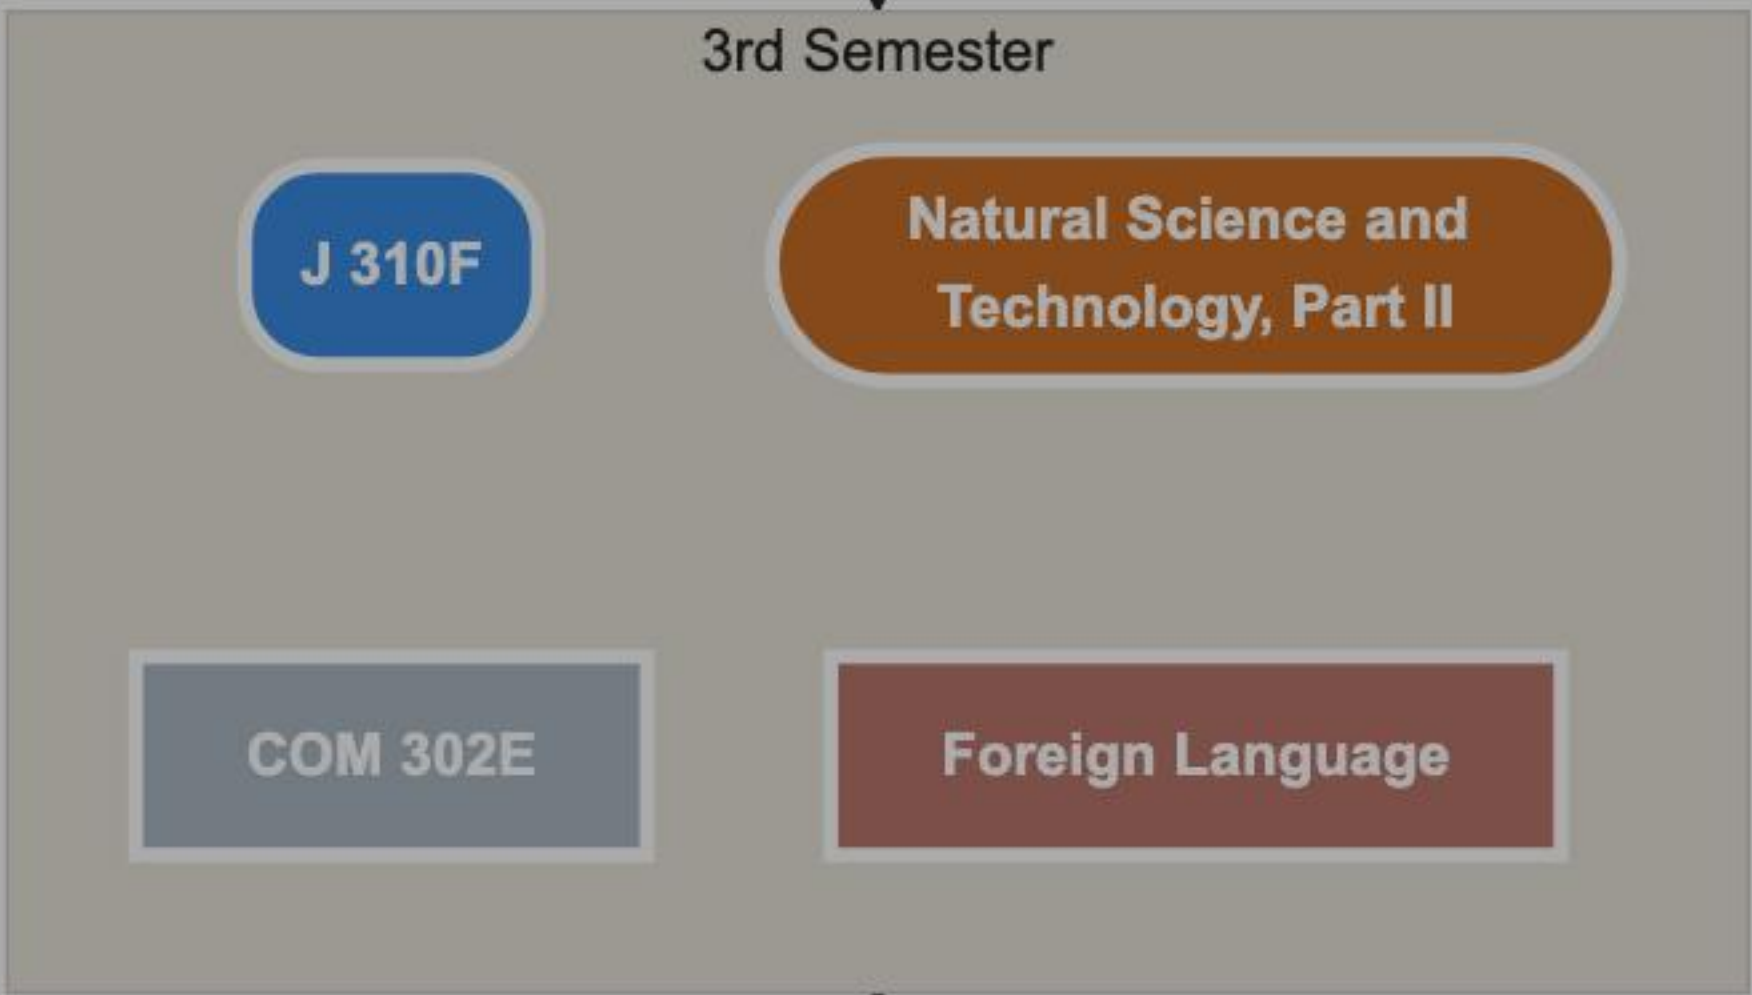 3rd Semester
J 310F
Natural Science and
Technology, Part II
COM 302E
Foreign Language